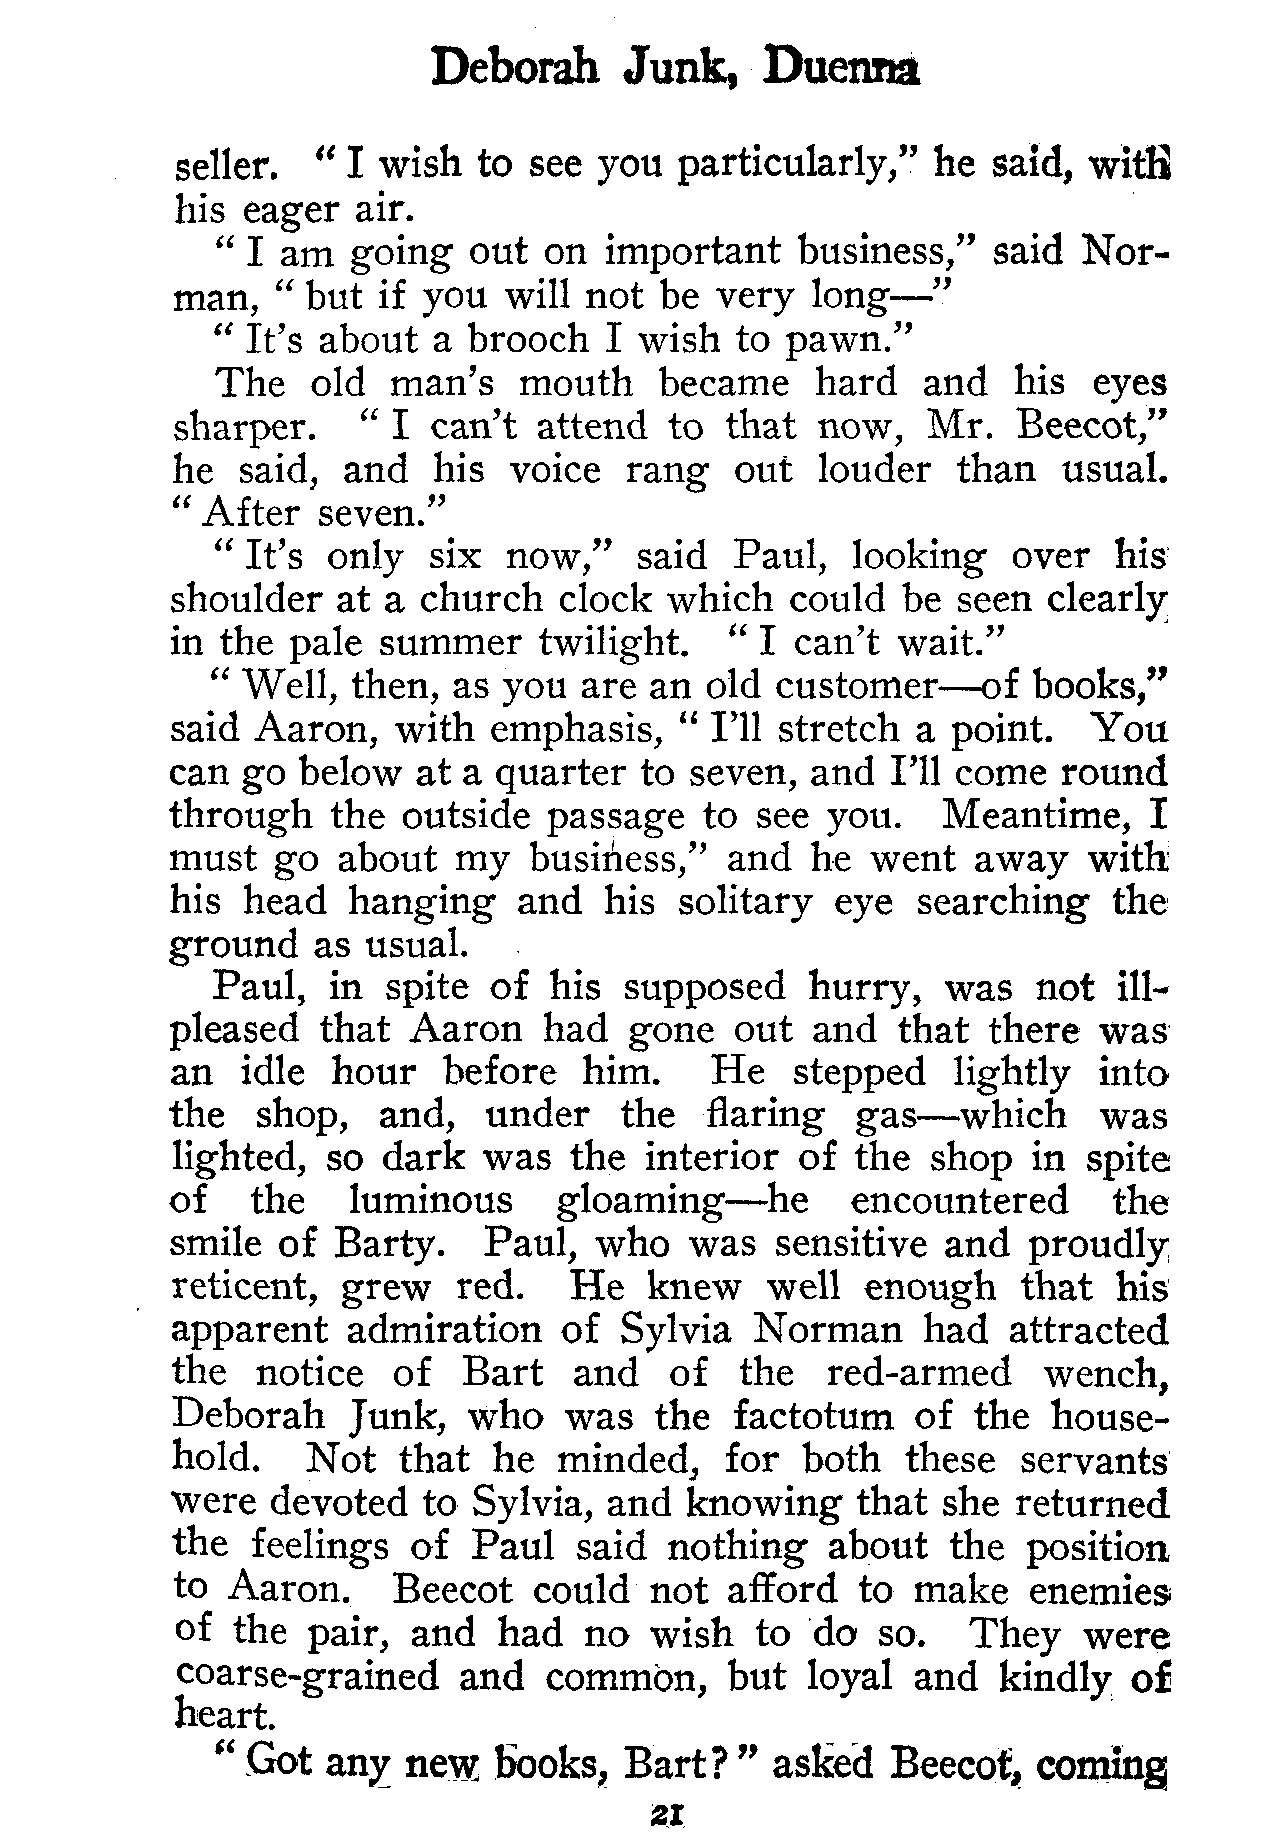 Deborah Junk, Duenna
seller. "I wish to see you particularly," he said, with
his eager air.
"I am going out on important business," said Nor-
man, "but if you will not be very long—"
"It's about a brooch I wish to pawn."
The old man's mouth became hard and his eyes
sharper. "I can't attend to that now, Mr. Beecot,"
he said, and his voice rang out louder than usual.
"After seven."
"It's only six now," said Paul, looking over his
shoulder at a church clock which could be seen clearly
in the pale summer twilight. "I can't wait."
"Well, then, as you are an old customer—of books,"
said Aaron, with emphasis, "I'll stretch a point. You
can go below at a quarter to seven, and I'll come round
through the outside passage to see you. Meantime, I
must go about my business," and he went away with
his head hanging and his solitary eye searching the
ground as usual.
Paul, in spite of his supposed hurry, was not ill-
pleased that Aaron had gone out and that there was
an idle hour before him. He stepped lightly into
the shop, and, under the flaring gas—which was
lighted, so dark was the interior of the shop in spite
of the luminous gloaming—he encountered the
smile of Barty. Paul, who was sensitive and proudly
reticent, grew red. He knew well enough that his
apparent admiration of Sylvia Norman had attracted
the notice of Bart and of the red-armed wench,
Deborah Junk, who was the factotum of the house-
hold. Not that he minded, for both these servants
were devoted to Sylvia, and knowing that she returned
the feelings of Paul said nothing about the position
to Aaron. Beecot could not afford to make enemies
of the pair, and had no wish to do so. They were
coarse-grained and common, but loyal and kindly of
heart.
"Got any new books, Bart?" asked Beecot, coming
21